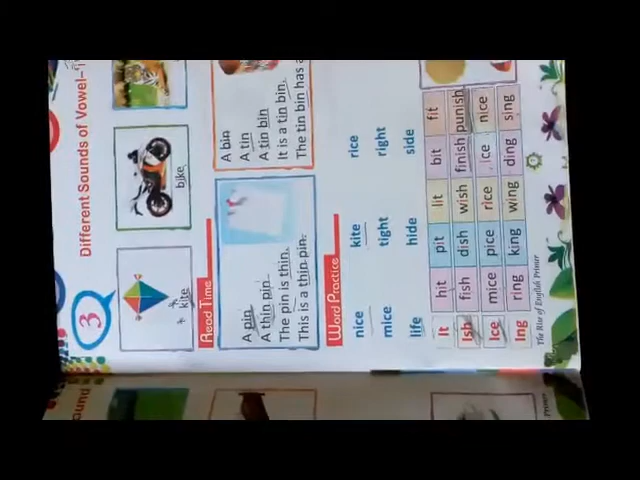 3
Different Sounds of Vowel-i
kite
bike
Read Time
A pin
A thin pin
The pin is thin.
This is a thin pin.
A bin
A tin
A tin bin
It is a tin bin.
The tin bin has
Word Practice
nice kite rice
mice tight right
life hide side
It hit pit lit bit fit
Ish fish dish wish finish punish
Ice mice pice rice ice nice
Ing ring king wing ding sing
The Rise of English Primer
ound
Primer